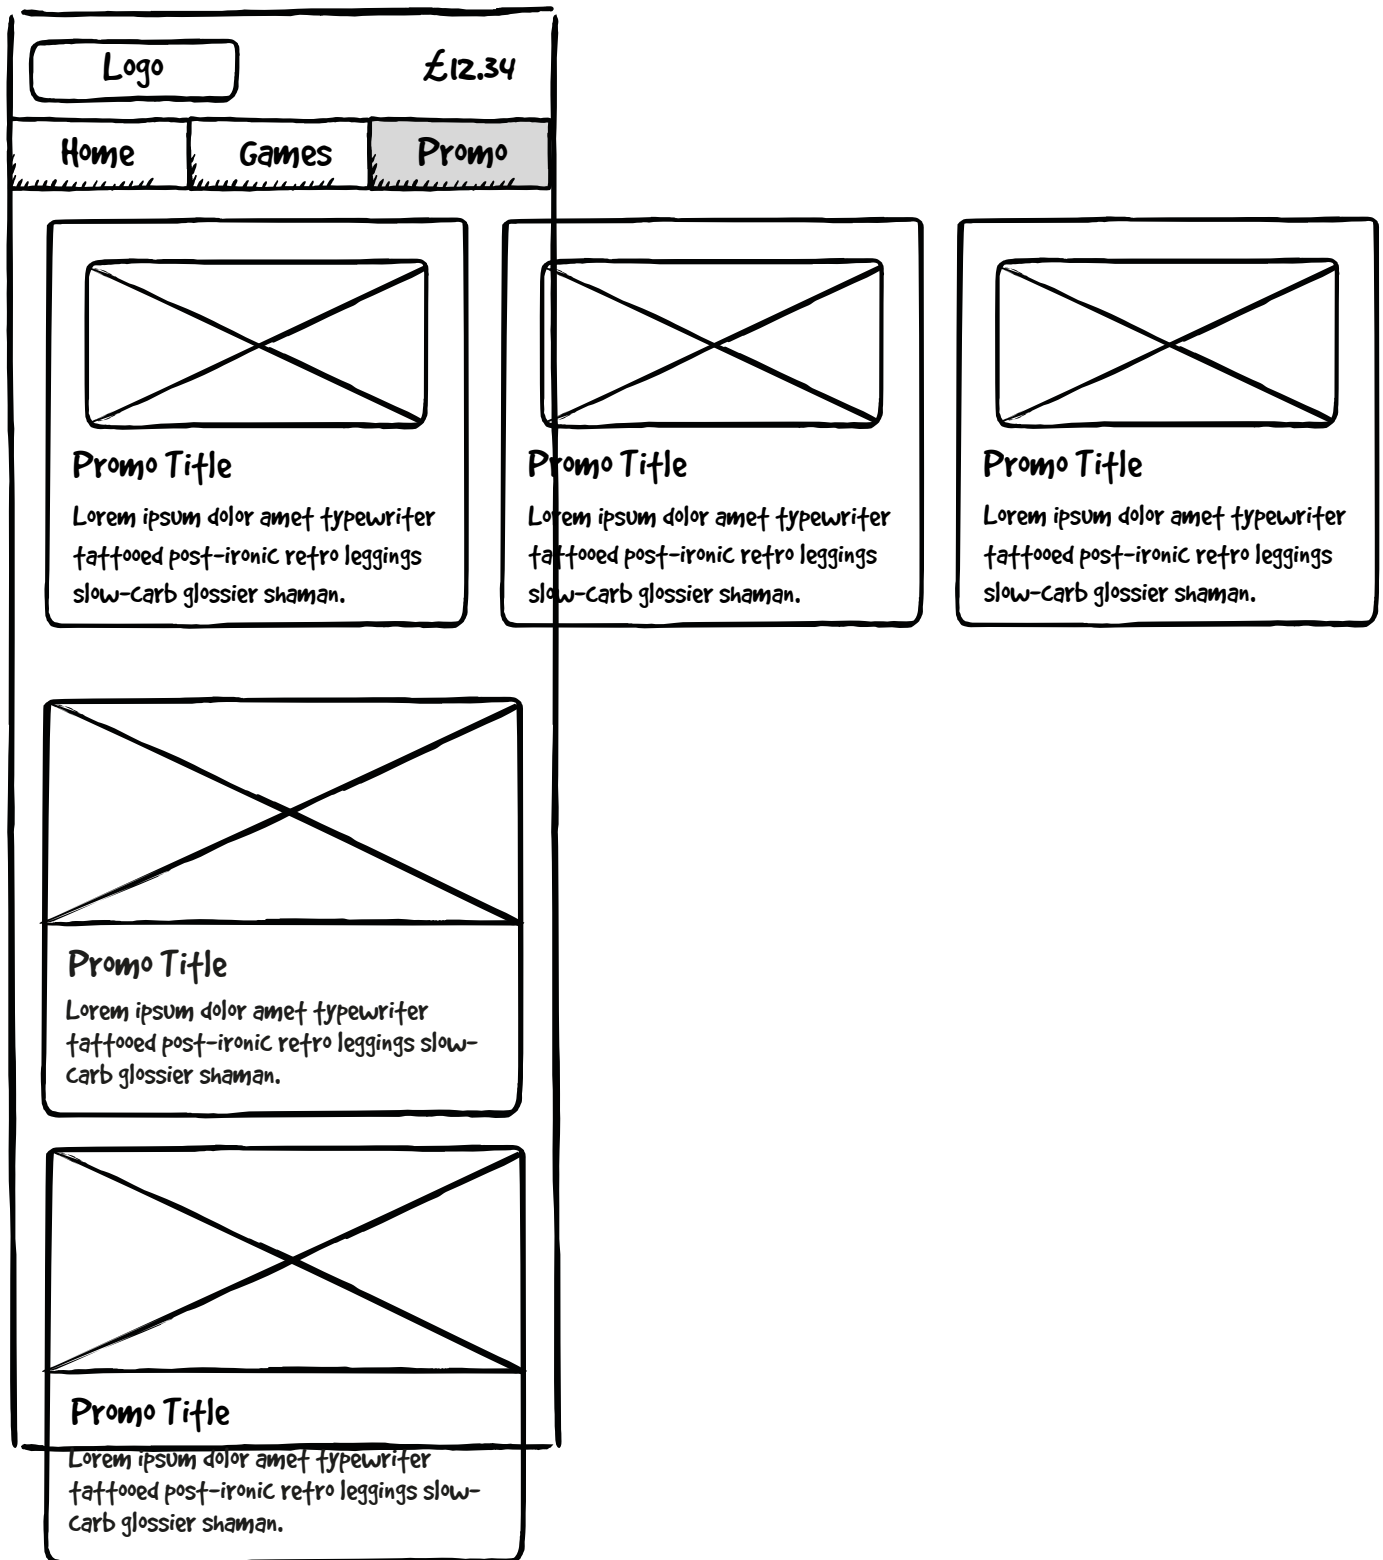 Logo
£12.34
Home
Games
Promo
Promo Title
Lorem ipsum dolor amet typewriter
tattooed post-ironic retro leggings
slow-carb glossier shaman.
Promo Title
Lorem ipsum dolor amet typewriter
tattooed post-ironic retro leggings
slow-carb glossier shaman.
Promo Title
Lorem ipsum dolor amet typewriter
tattooed post-ironic retro leggings
slow-carb glossier shaman.
Promo Title
Lorem ipsum dolor amet typewriter
tattooed post-ironic retro leggings slow-
carb glossier shaman.
Promo Title
Lorem ipsum dolor amet typewriter
tattooed post-ironic retro leggings slow-
carb glossier shaman.